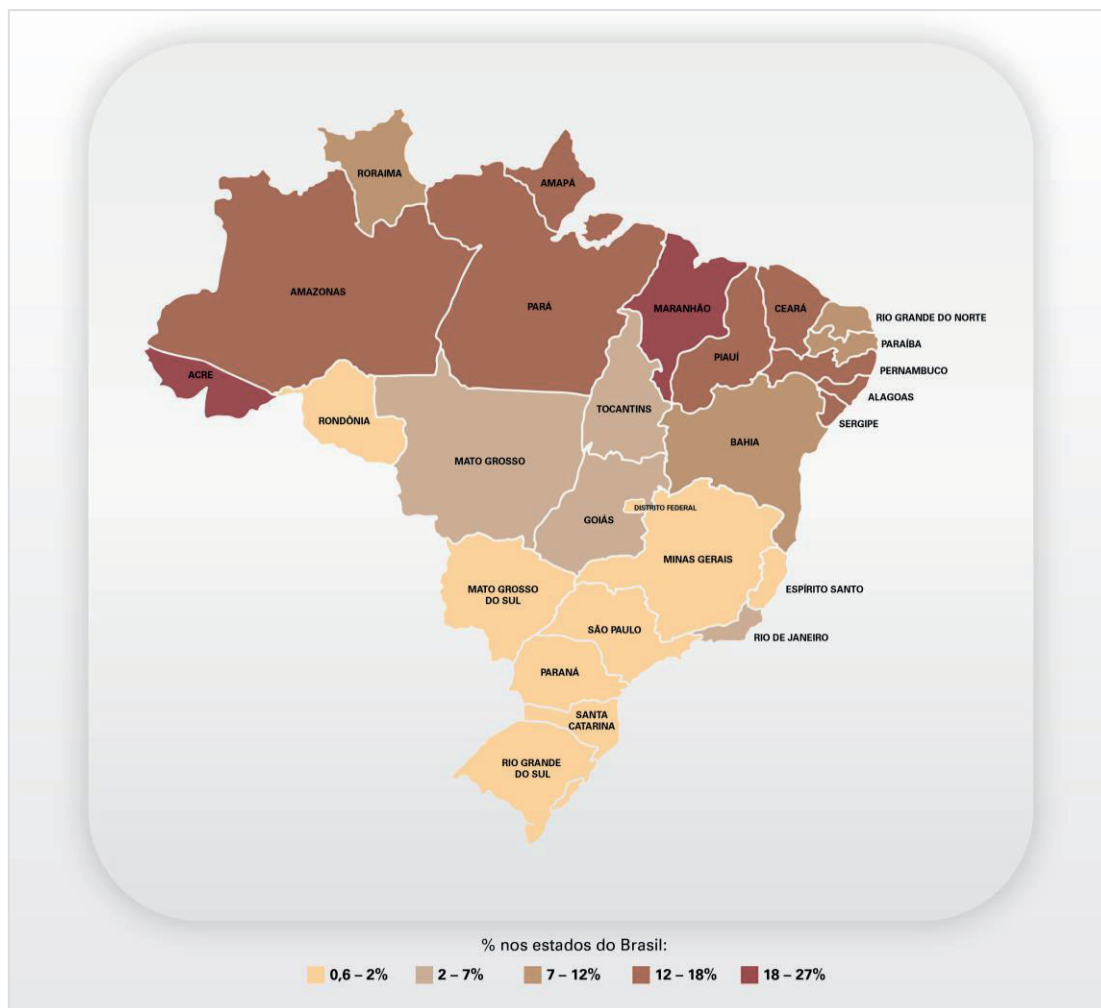 RORAIMA
AMAPÁ
AMAZONAS
PARÁ
MARANHÃO
CEARÁ
RIO GRANDE DO NORTE
PARAÍBA
PIAUÍ
PERNAMBUCO
ACRE
ALAGOAS
TOCANTINS
SERGIPE
RONDÔNIA
BAHIA
MATO GROSSO
DISTRITO FEDERAL
GOIÁS
MINAS GERAIS
MATO GROSSO
DO SUL
ESPÍRITO SANTO
SÃO PAULO
RIO DE JANEIRO
PARANÁ
SANTA
CATARINA
RIO GRANDE
DO SUL
% nos estados do Brasil:
0,6 – 2% 2 – 7% 7 – 12% 12 – 18% 18 – 27%